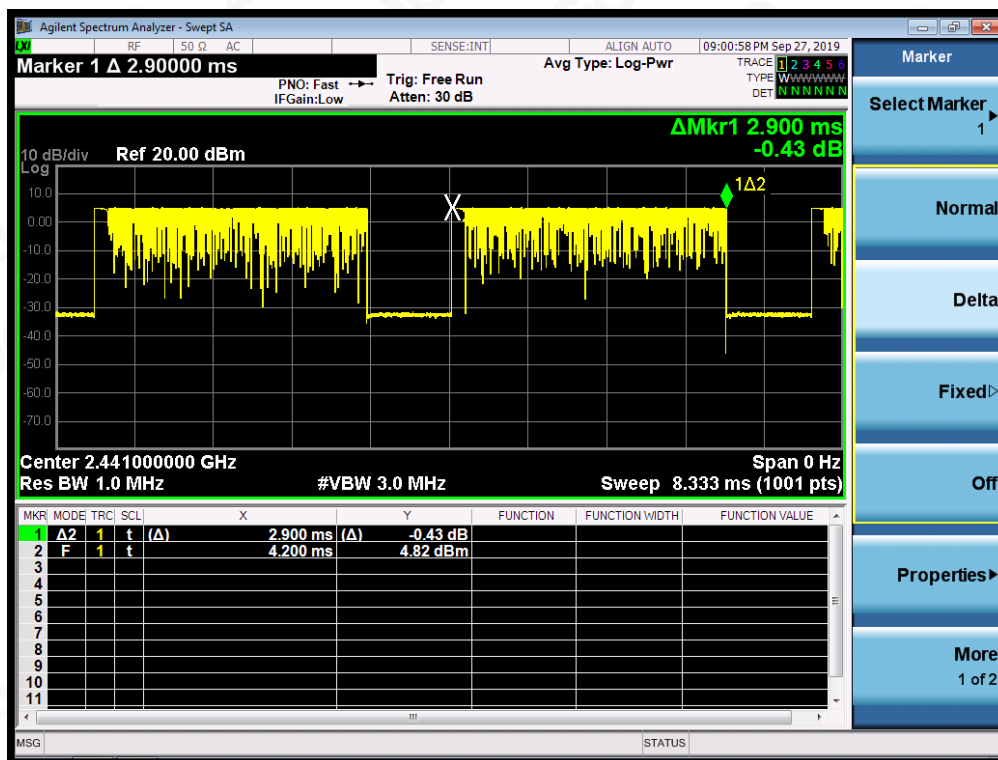 Agilent Spectrum Analyzer - Swept SA
LXI RF 50 Ω AC SENSE:INT ALIGN AUTO 09:00:58 PM Sep 27, 2019
Marker 1 Δ 2.90000 ms
PNO: Fast
IFGain:Low
Trig: Free Run
Atten: 30 dB
Avg Type: Log-Pwr
TRACE 1 2 3 4 5 6
TYPE WWWWWW
DET N N N N N N
ΔMkr1 2.900 ms
-0.43 dB
10 dB/div Ref 20.00 dBm
Log
1Δ2
10.0
0.00
-10.0
-20.0
-30.0
-40.0
-50.0
-60.0
-70.0
X
Center 2.441000000 GHz Span 0 Hz
Res BW 1.0 MHz #VBW 3.0 MHz Sweep 8.333 ms (1001 pts)
MKR MODE TRC SCL X Y FUNCTION FUNCTION WIDTH FUNCTION VALUE
1 Δ2 1 t (Δ) 2.900 ms (Δ) -0.43 dB
2 F 1 t 4.200 ms 4.82 dBm
3
4
5
6
7
8
9
10
11
MSG STATUS
Marker
Select Marker
1
Normal
Delta
Fixed
Off
Properties
More
1 of 2